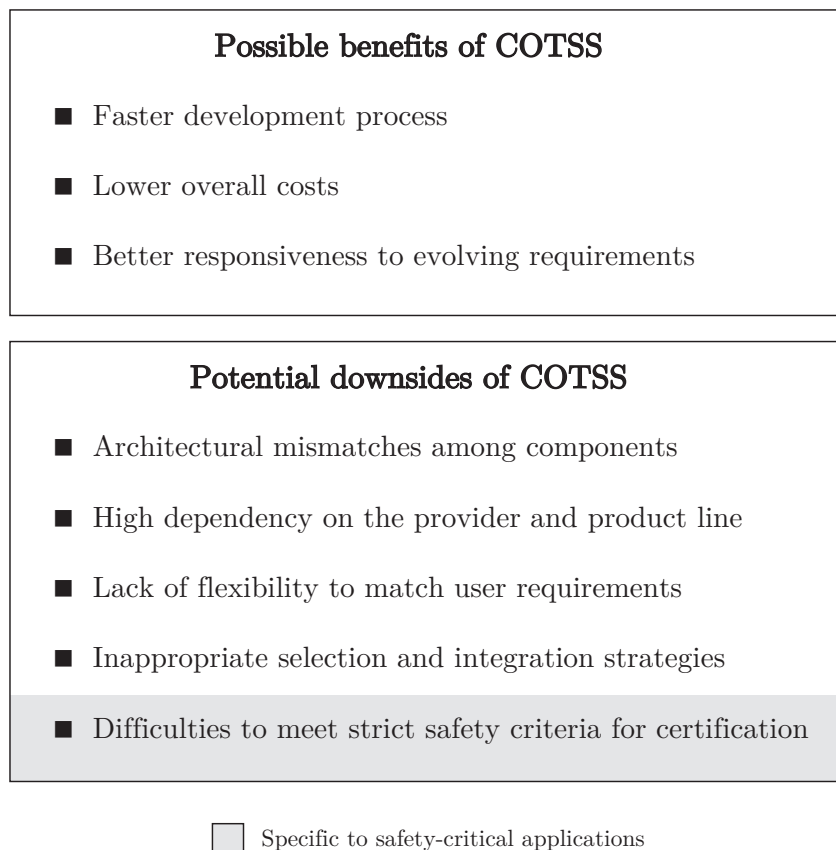 Possible benefits of COTSS
■ Faster development process
■ Lower overall costs
■ Better responsiveness to evolving requirements
Potential downsides of COTSS
■ Architectural mismatches among components
■ High dependency on the provider and product line
■ Lack of flexibility to match user requirements
■ Inappropriate selection and integration strategies
■ Difficulties to meet strict safety criteria for certification
Specific to safety-critical applications